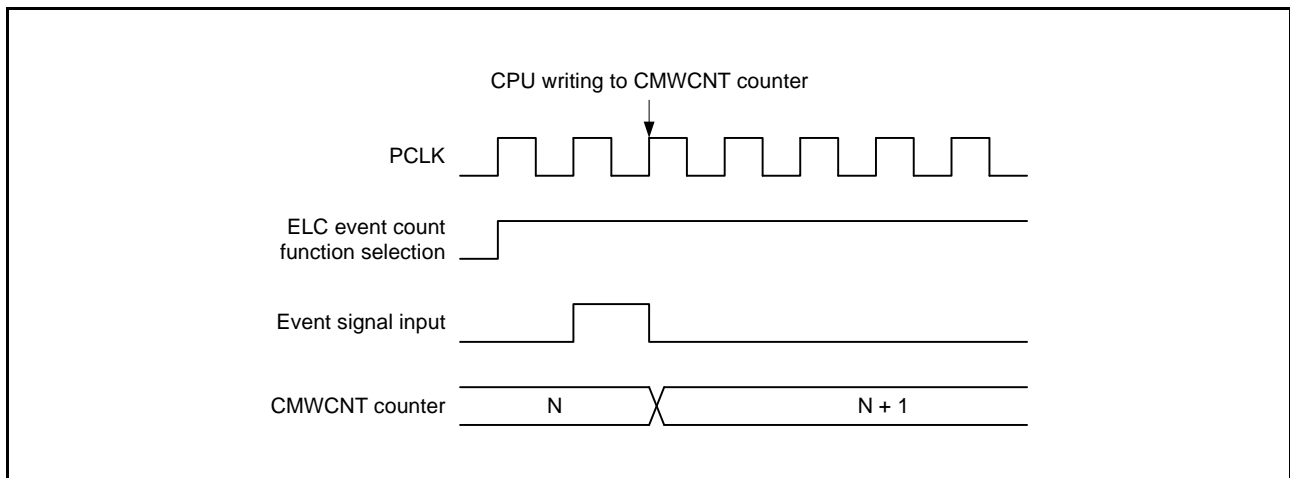 CPU writing to CMWCNT counter
PCLK
ELC event count
function selection
Event signal input
CMWCNT counter
N
N + 1